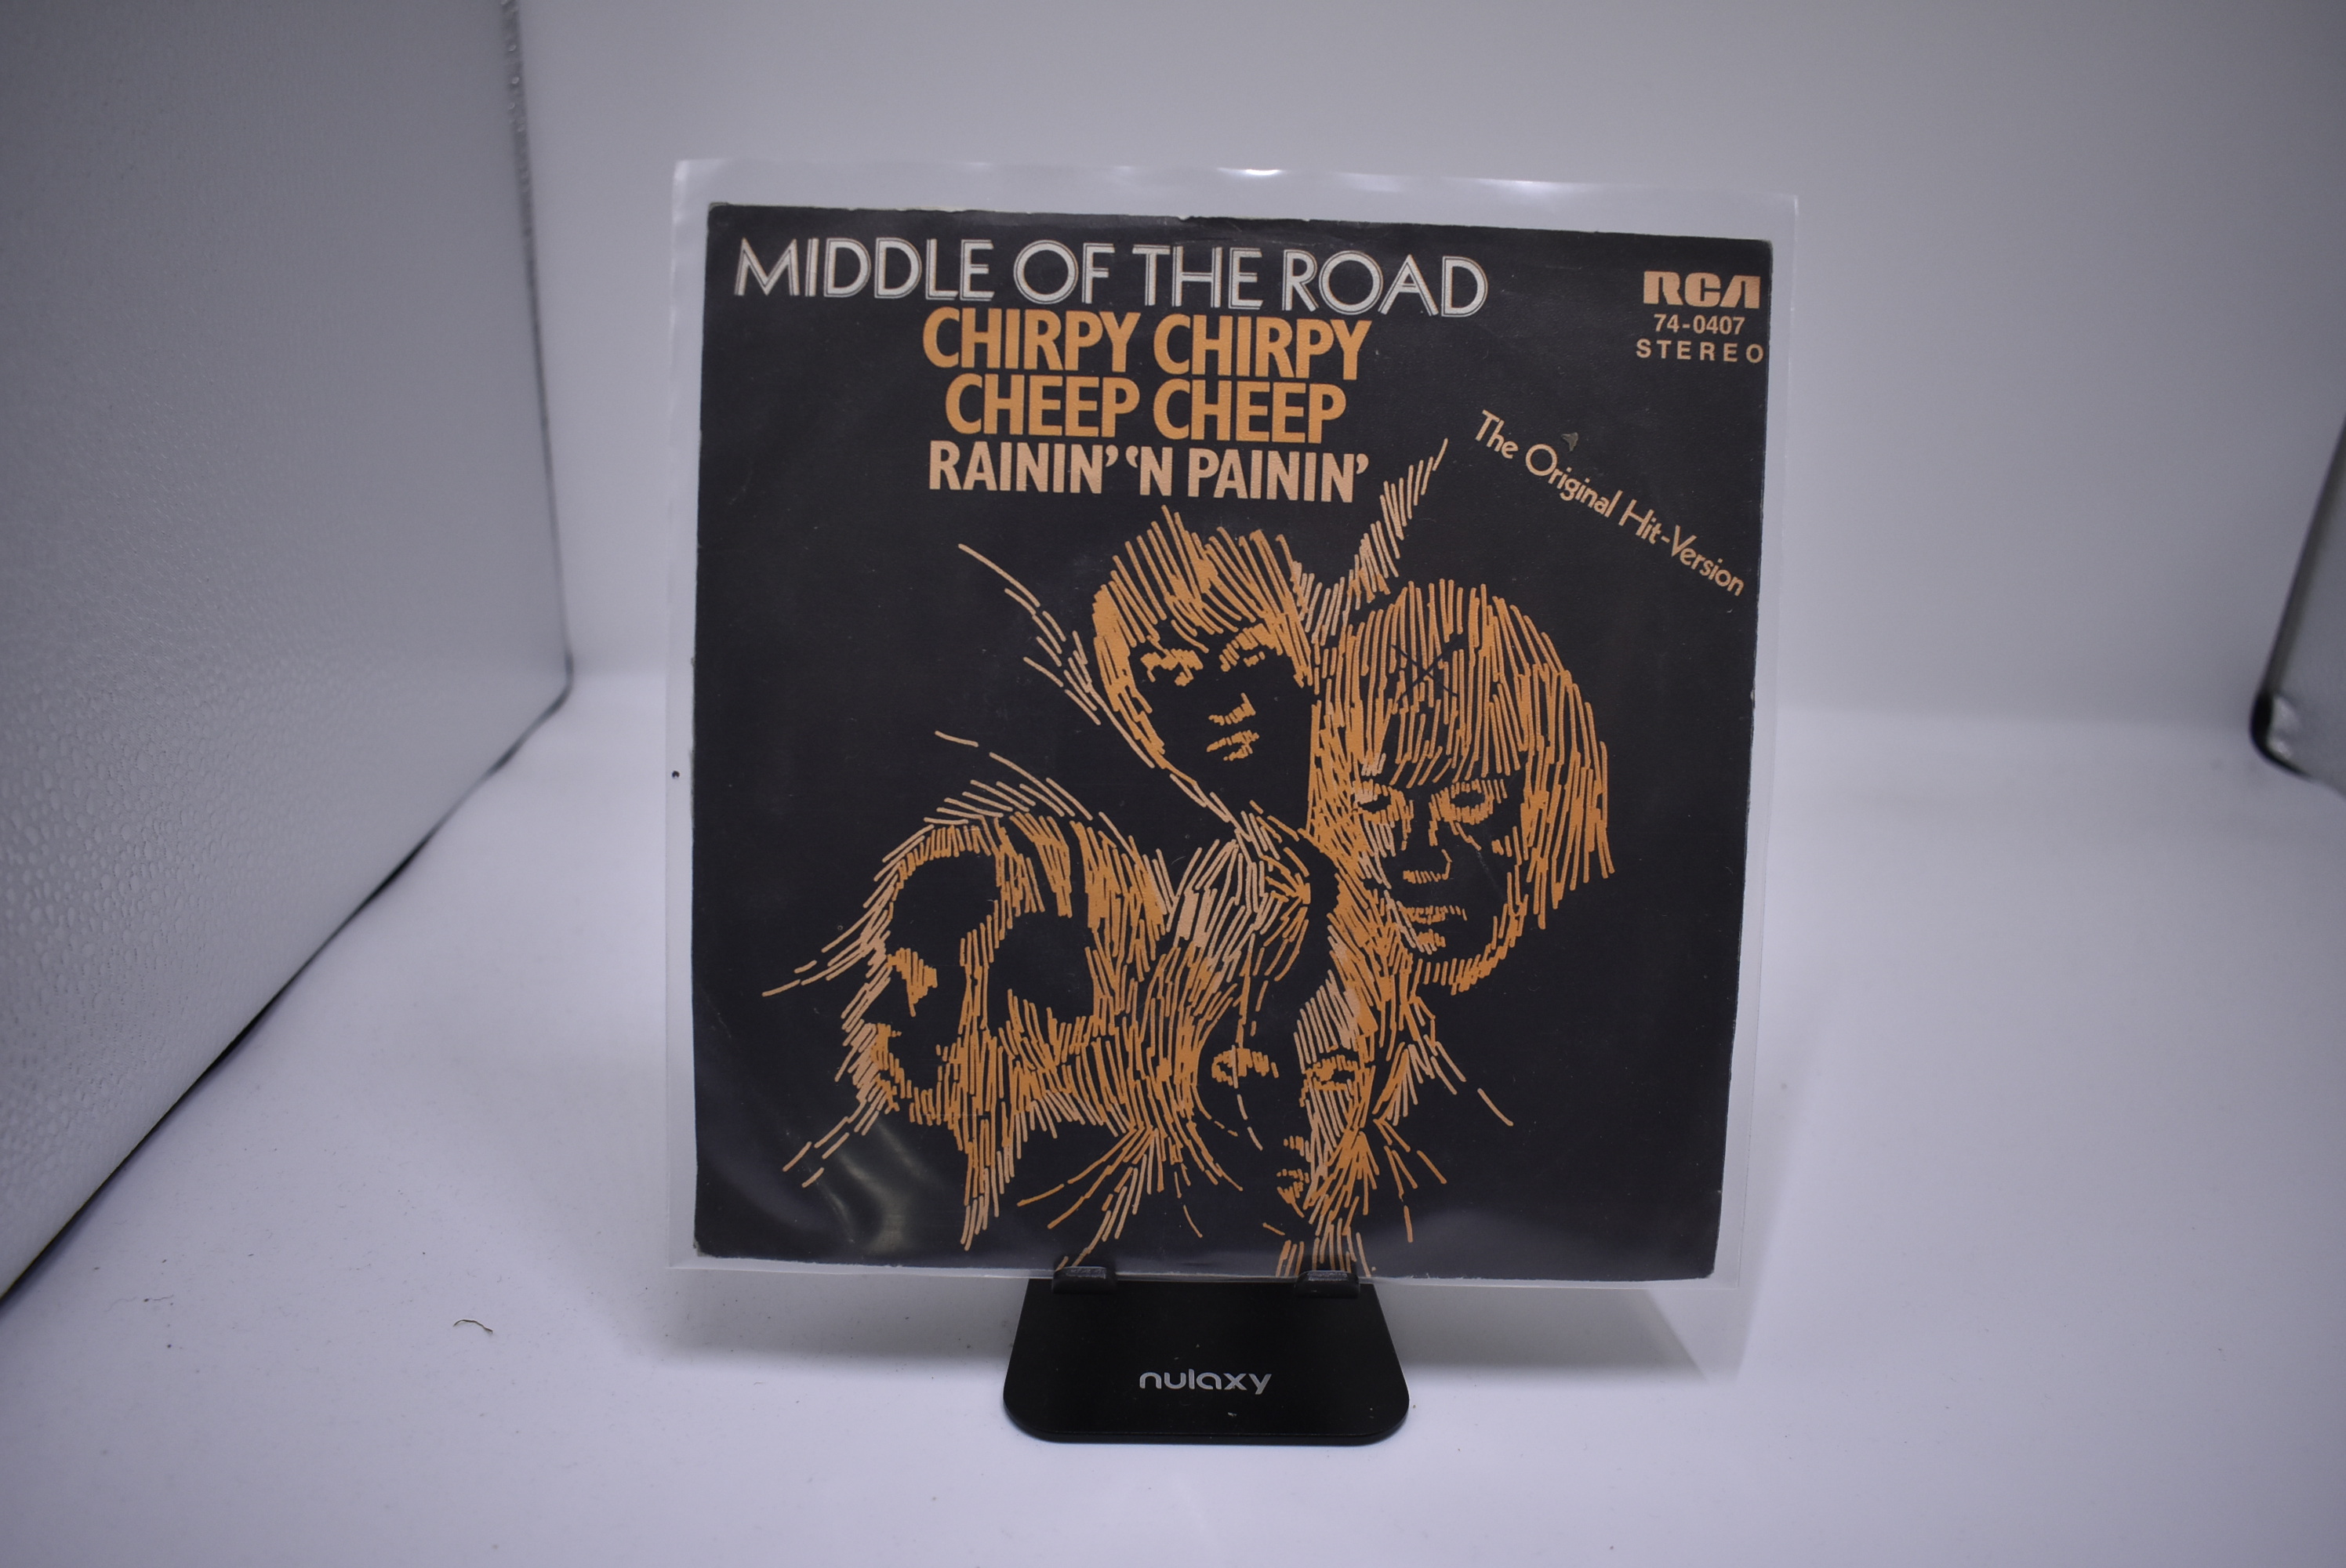 MIDDLE OF THE ROAD
CHIRPY CHIRPY
CHEEP CHEEP
RAININ' 'N PAININ'
RCA
74-0407
STEREO
The Original Hit-Version
nulaxy